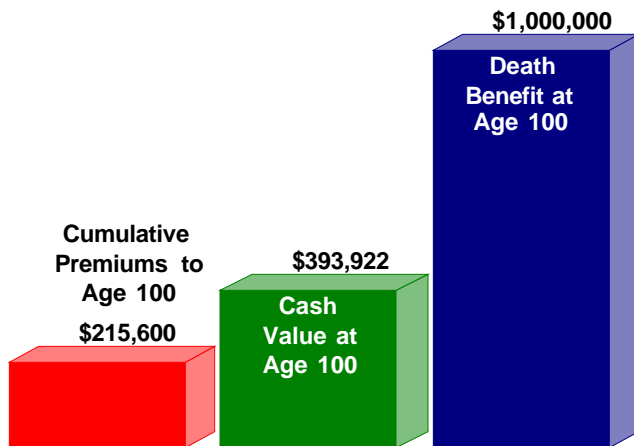 $1,000,000
Death
Benefit at
Age 100
Cumulative
Premiums to
Age 100
$215,600
$393,922
Cash
Value at
Age 100